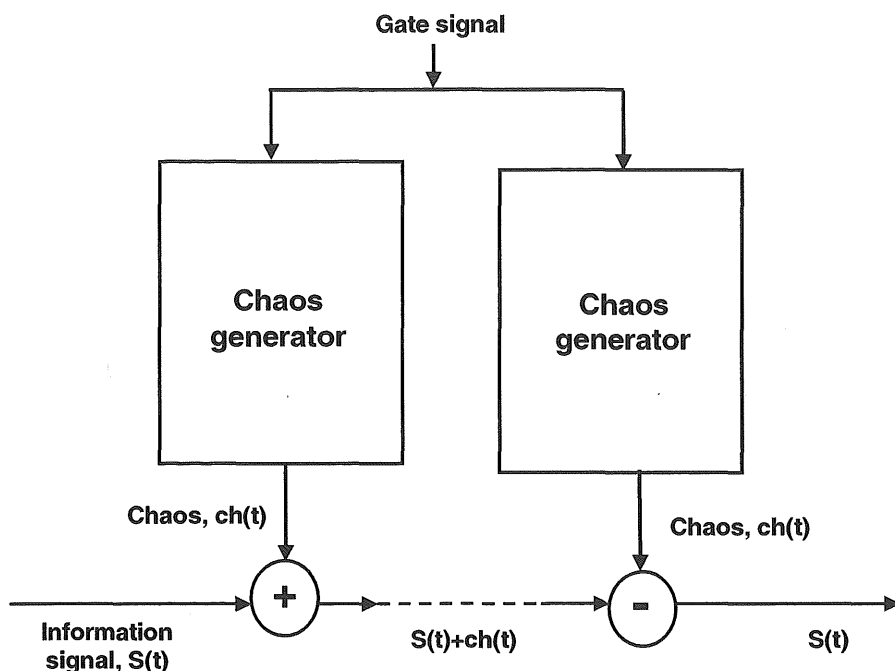 Gate signal
Chaos
generator
Chaos
generator
Chaos, ch(t)
Chaos, ch(t)
+
-
Information
signal, S(t)
S(t)+ch(t)
S(t)